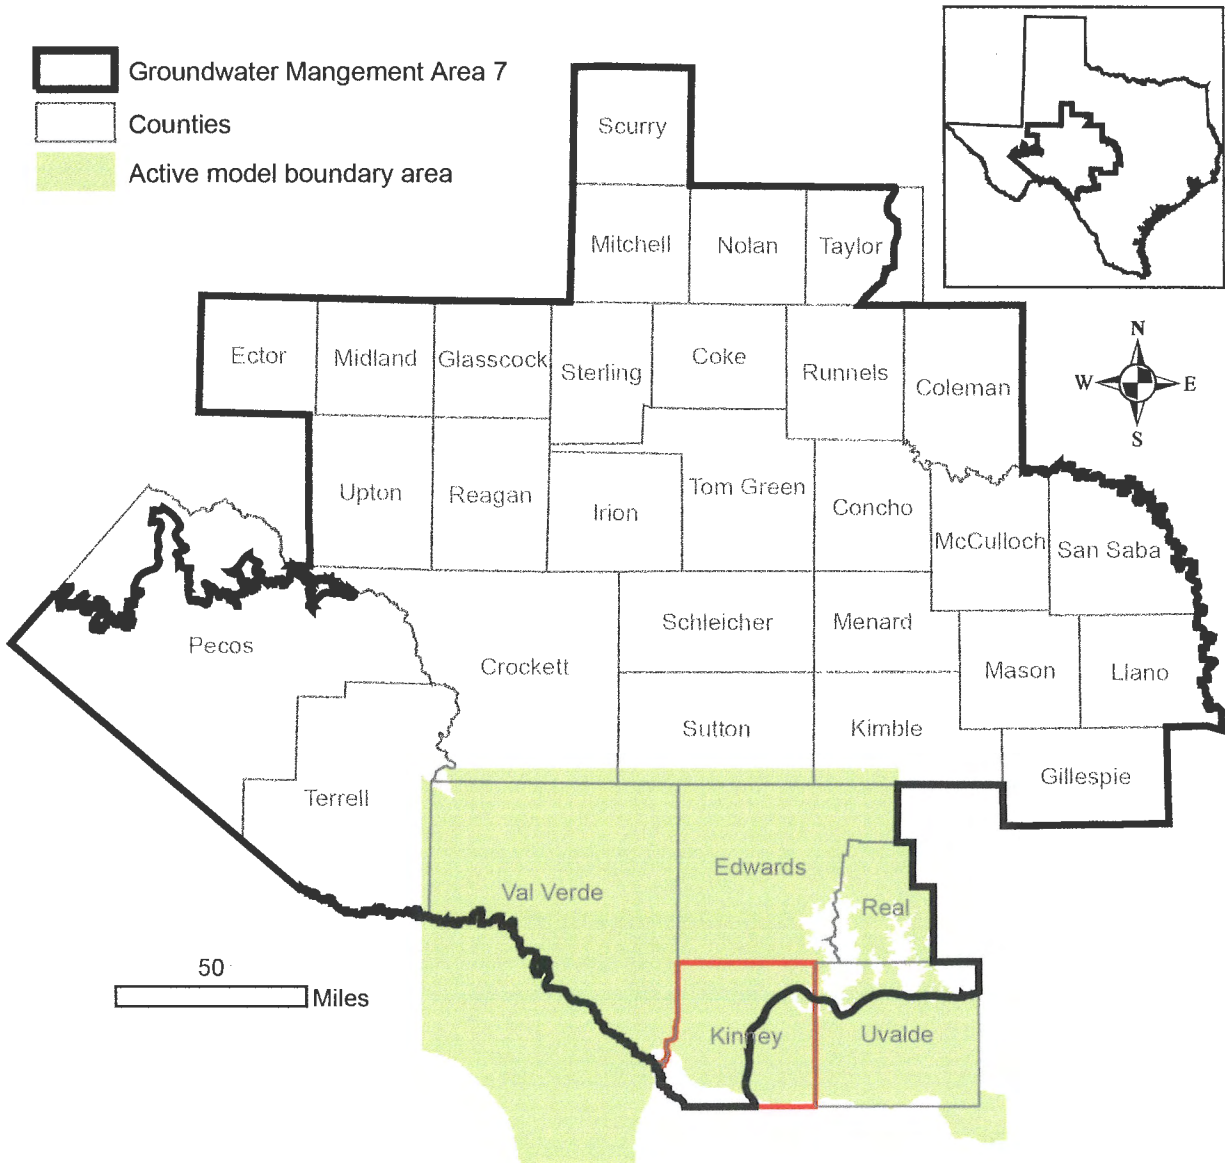 Groundwater Mangement Area 7
Counties
Active model boundary area
Scurry
Mitchell
Nolan
Taylor
Ector
Midland
Glasscock
Sterling
Coke
Runnels
Coleman
N
W
E
S
Upton
Reagan
Irion
Tom Green
Concho
McCulloch
San Saba
Pecos
Crockett
Schleicher
Menard
Mason
Llano
Sutton
Kimble
Terrell
Gillespie
Val Verde
Edwards
Real
50
Miles
Kinney
Uvalde